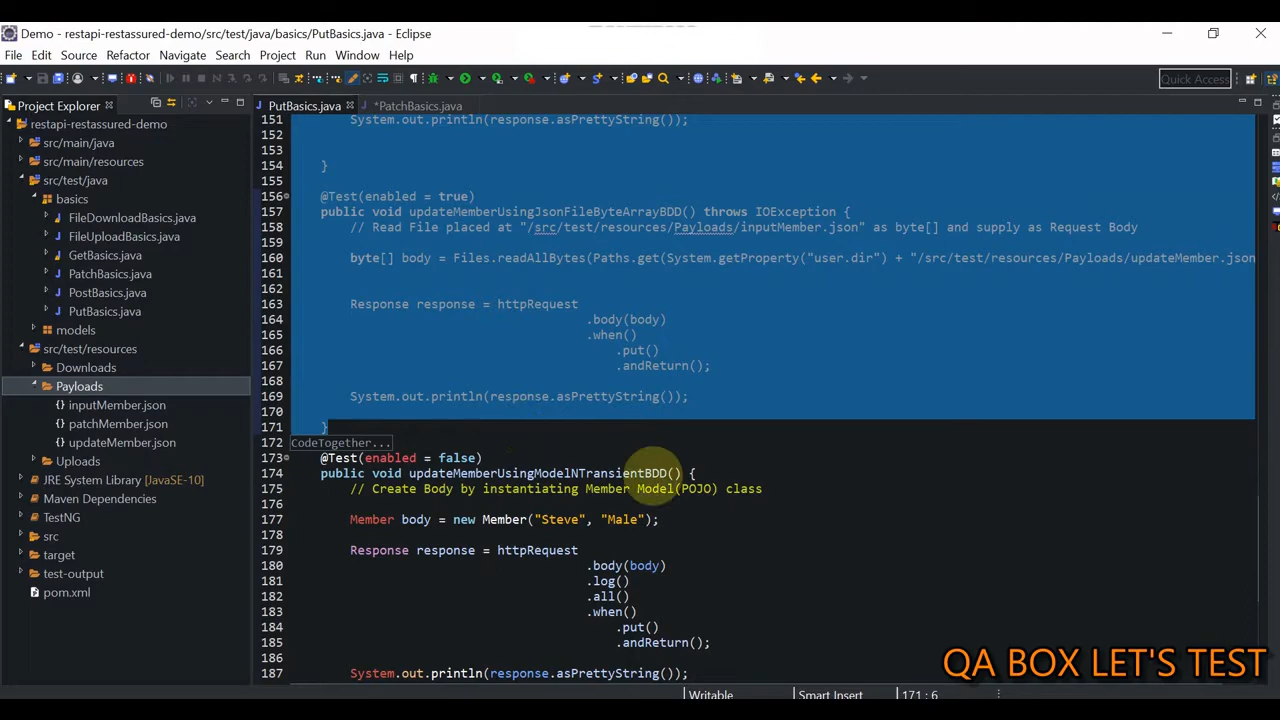 Demo - restapi-restassured-demo/src/test/java/basics/PutBasics.java - Eclipse
File Edit Source Refactor Navigate Search Project Run Window Help
Quick Access
Project Explorer
PutBasics.java
*PatchBasics.java
restapi-restassured-demo
src/main/java
src/main/resources
src/test/java
basics
FileDownloadBasics.java
FileUploadBasics.java
GetBasics.java
PatchBasics.java
PostBasics.java
PutBasics.java
models
src/test/resources
Downloads
Payloads
inputMember.json
patchMember.json
updateMember.json
Uploads
JRE System Library [JavaSE-10]
Maven Dependencies
TestNG
src
target
test-output
pom.xml
151 System.out.println(response.asPrettyString());
152
153
154 }
156 @Test(enabled = true)
157 public void updateMemberUsingJsonFileByteArrayBDD() throws IOException {
158 // Read File placed at "/src/test/resources/Payloads/inputMember.json" as byte[] and supply as Request Body
159
160 byte[] body = Files.readAllBytes(Paths.get(System.getProperty("user.dir") + "/src/test/resources/Payloads/updateMember.json
161
162
163 Response response = httpRequest
164 .body(body)
165 .when()
166 .put()
167 .andReturn();
168
169 System.out.println(response.asPrettyString());
170
171 }
CodeTogether...
172
173 @Test(enabled = false)
174 public void updateMemberUsingModelNTransientBDD() {
175 // Create Body by instantiating Member Model(POJO) class
176
177 Member body = new Member("Steve", "Male");
178
179 Response response = httpRequest
180 .body(body)
181 .log()
182 .all()
183 .when()
184 .put()
185 .andReturn();
186
187 System.out.println(response.asPrettyString());
QA BOX LET'S TEST
Writable Smart Insert 171 : 6